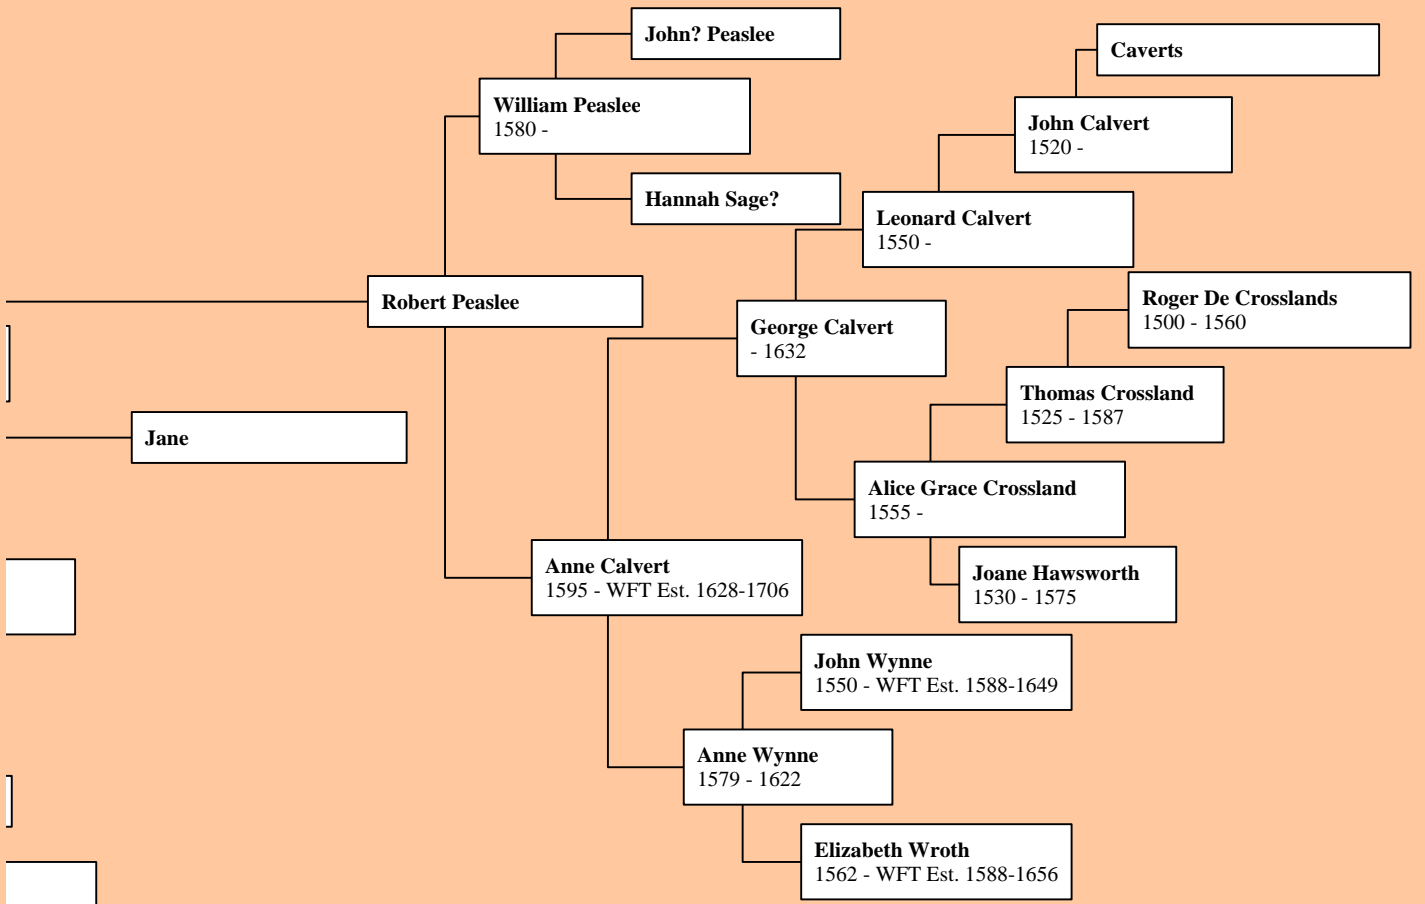 John? Peaslee
Caverts
William Peaslee
1580 -
John Calvert
1520 -
Hannah Sage?
Leonard Calvert
1550 -
Robert Peaslee
Roger De Crosslands
1500 - 1560
George Calvert
- 1632
Thomas Crossland
1525 - 1587
Jane
Alice Grace Crossland
1555 -
Anne Calvert
1595 - WFT Est. 1628-1706
Joane Hawsworth
1530 - 1575
John Wynne
1550 - WFT Est. 1588-1649
Anne Wynne
1579 - 1622
Elizabeth Wroth
1562 - WFT Est. 1588-1656